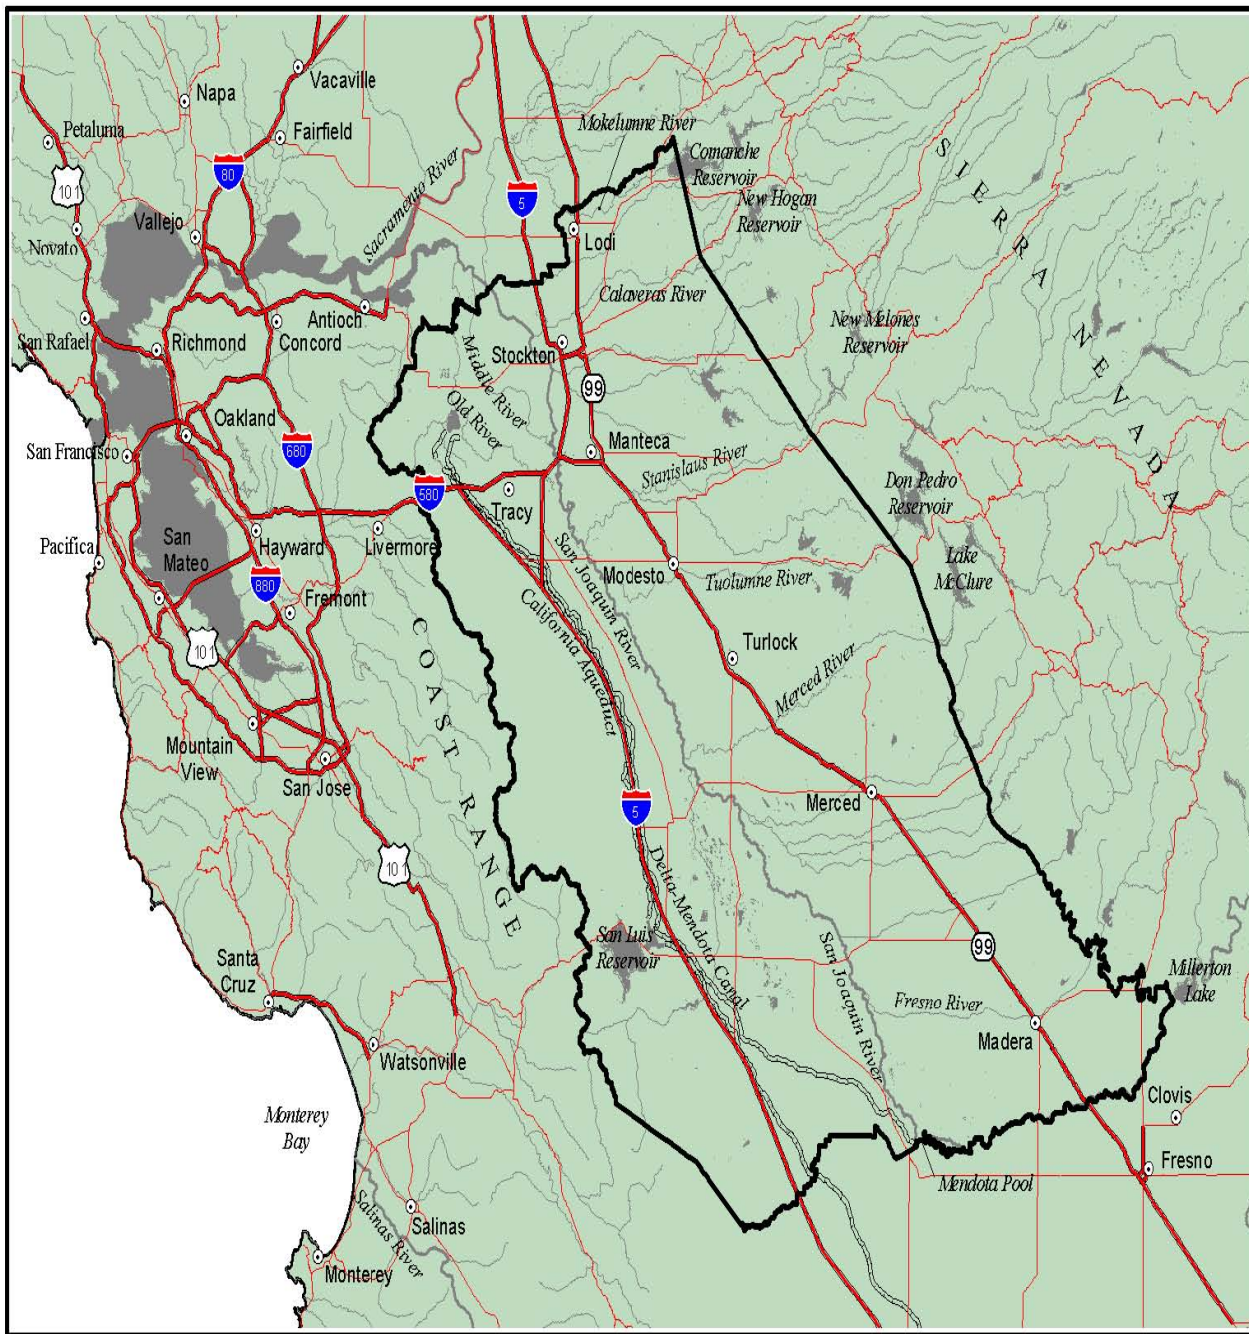 Vacaville
Napa
Petaluma
Fairfield
Mokelumne River
Comanche
Reservoir
SIERRA NEVADA
101
80
5
Sacramento River
New Hogan
Reservoir
Vallejo
Novato
Lodi
Calaveras River
Antioch
San Rafael
Richmond
Concord
New Melones
Reservoir
Stockton
Middle River
99
Old River
Oakland
680
Manteca
San Francisco
Stanislaus River
Don Pedro
Reservoir
580
Tracy
San
Mateo
Hayward
Livermore
Pacifica
San Joaquin River
Modesto
Tuolumne River
Lake
McClure
880
Fremont
California Aqueduct
COAST RANGE
101
Turlock
Merced River
Mountain
View
San Jose
Merced
5
101
Delta-Mendota Canal
San Luis
Reservoir
San Joaquin River
99
Santa
Cruz
Millerton
Lake
Fresno River
Madera
Watsonville
Monterey
Bay
Clovis
Fresno
Mendota Pool
Salinas River
Salinas
Monterey